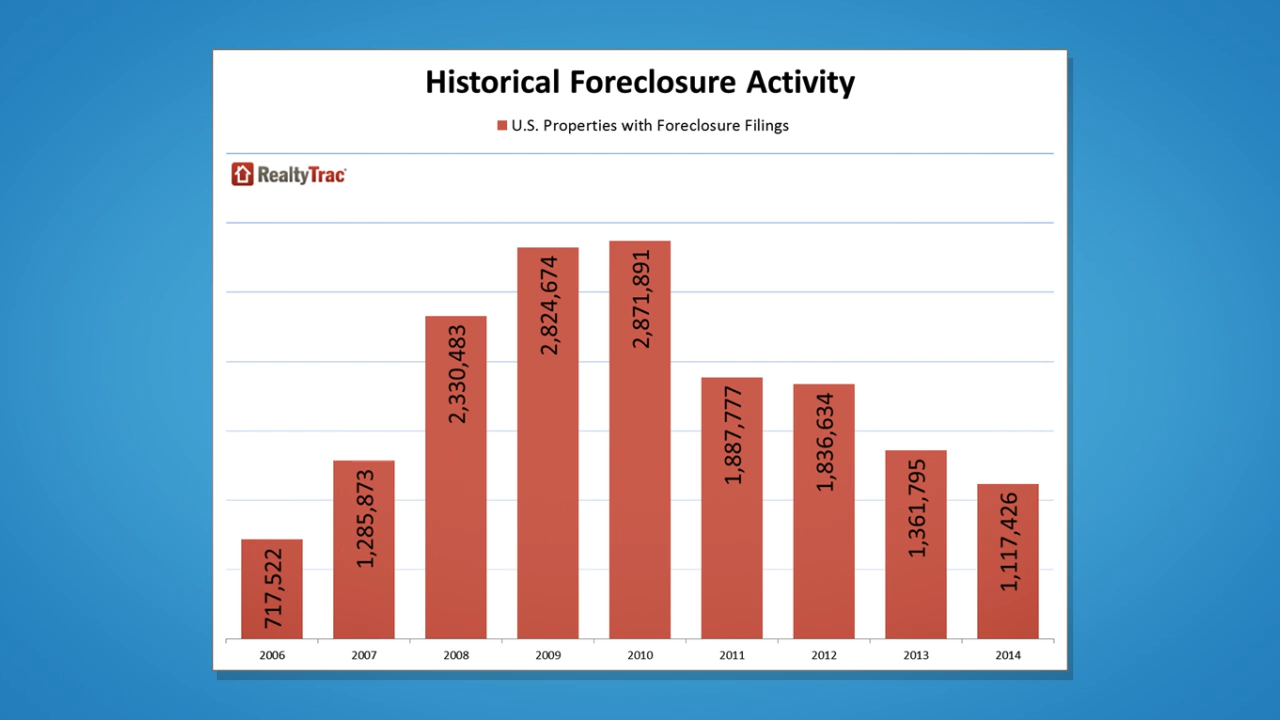 Historical Foreclosure Activity
U.S. Properties with Foreclosure Filings
RealtyTrac
717,522
1,285,873
2,330,483
2,824,674
2,871,891
1,887,777
1,836,634
1,361,795
1,117,426
2006 2007 2008 2009 2010 2011 2012 2013 2014